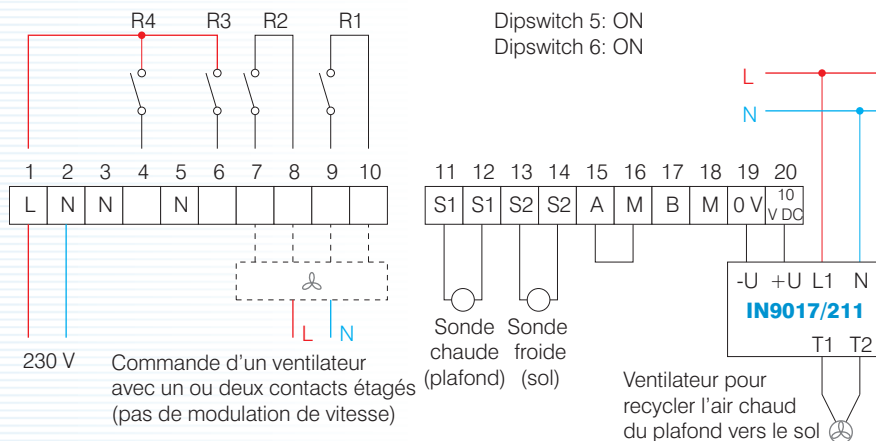 R4 R3 R2 R1
Dipswitch 5: ON
Dipswitch 6: ON
L
N
1 2 3 4 5 6 7 8 9 10
L N N N
11 12 13 14 15 16 17 18 19 20
S1 S1 S2 S2 A M B M 0 V 10 V DC
-U +U L1 N
IN9017/211
T1 T2
L N
230 V
Commande d'un ventilateur
avec un ou deux contacts étagés
(pas de modulation de vitesse)
Sonde
chaude
(plafond)
Sonde
froide
(sol)
Ventilateur pour
recycler l'air chaud
du plafond vers le sol